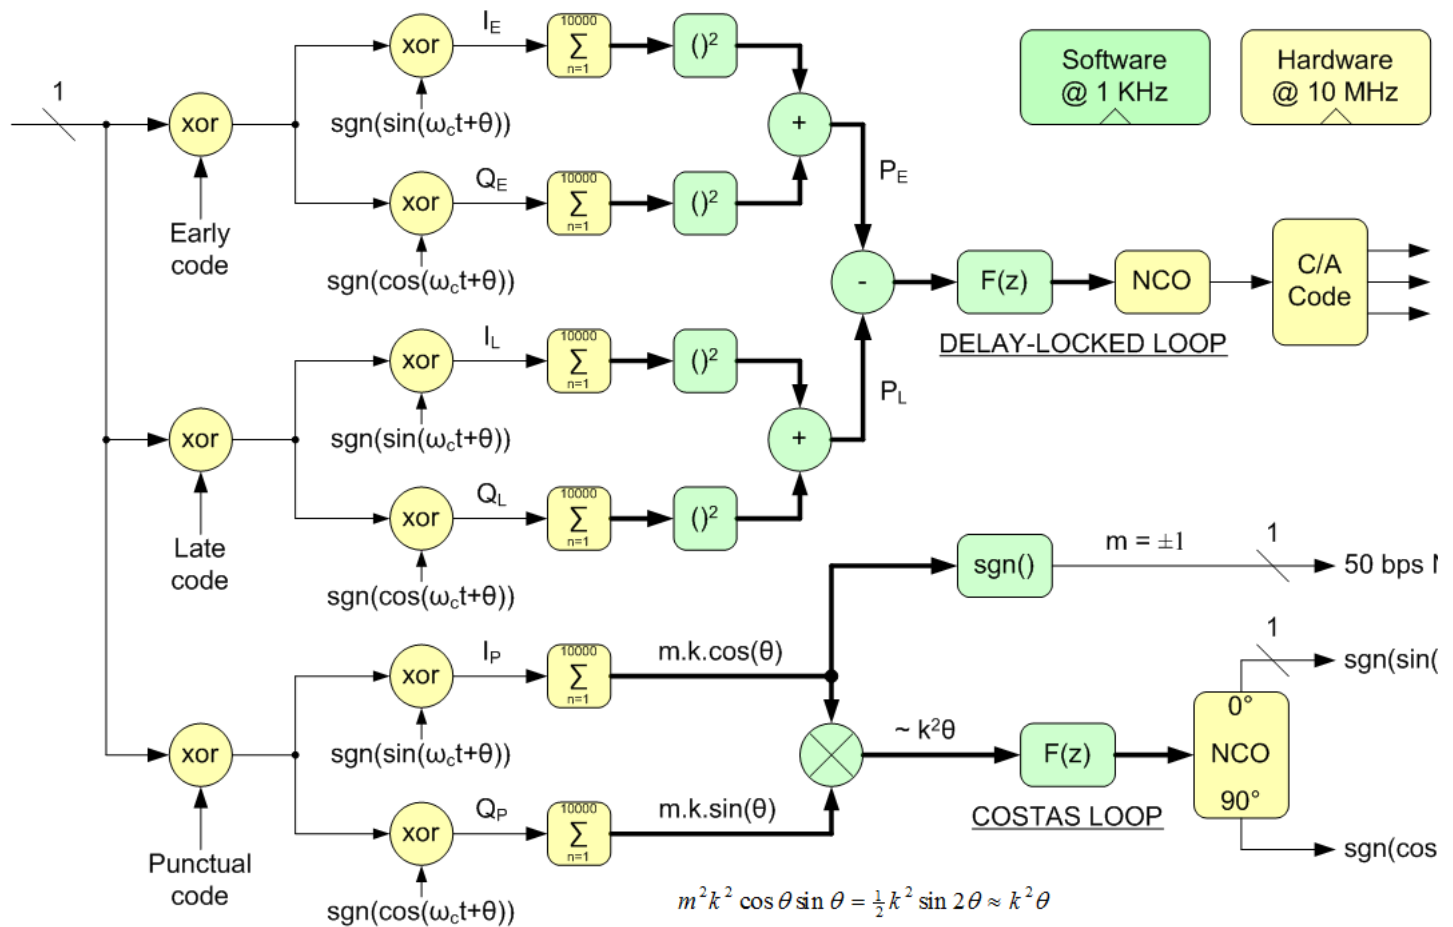 1
xor
Early
code
xor
I_E
sgn(sin(ω_ct+θ))
10000
Σ
n=1
()²
+
xor
Q_E
sgn(cos(ω_ct+θ))
10000
Σ
n=1
()²
P_E
Software
@ 1 KHz
Hardware
@ 10 MHz
-
F(z)
NCO
C/A
Code
DELAY-LOCKED LOOP
xor
Late
code
xor
I_L
sgn(sin(ω_ct+θ))
10000
Σ
n=1
()²
+
xor
Q_L
sgn(cos(ω_ct+θ))
10000
Σ
n=1
()²
P_L
sgn()
m = ±1
1
50 bps N
xor
Punctual
code
xor
I_P
sgn(sin(ω_ct+θ))
10000
Σ
n=1
m.k.cos(θ)
xor
Q_P
sgn(cos(ω_ct+θ))
10000
Σ
n=1
m.k.sin(θ)
~ k²θ
F(z)
COSTAS LOOP
0°
NCO
90°
1
sgn(sin(
sgn(cos
m²k² cos θ sin θ = ½k² sin 2θ ≈ k²θ